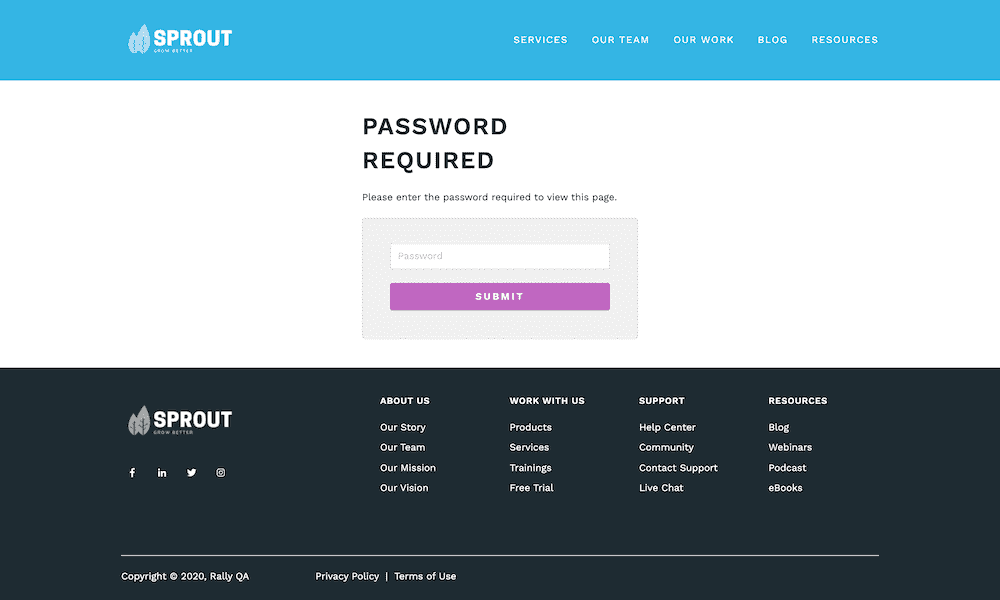 SPROUT
GROW BETTER
SERVICES OUR TEAM OUR WORK BLOG RESOURCES
PASSWORD
REQUIRED
Please enter the password required to view this page.
Password
SUBMIT
SPROUT
GROW BETTER
ABOUT US
Our Story
Our Team
Our Mission
Our Vision
WORK WITH US
Products
Services
Trainings
Free Trial
SUPPORT
Help Center
Community
Contact Support
Live Chat
RESOURCES
Blog
Webinars
Podcast
eBooks
Copyright © 2020, Rally QA
Privacy Policy | Terms of Use